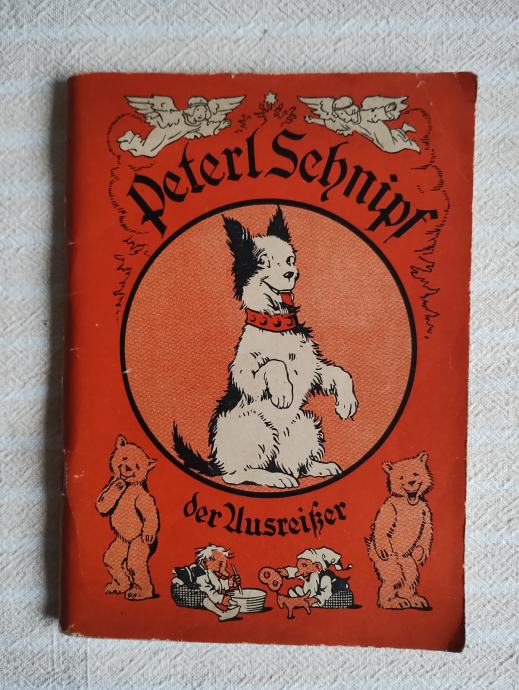 Peterl Schnipf
der Ausreißer